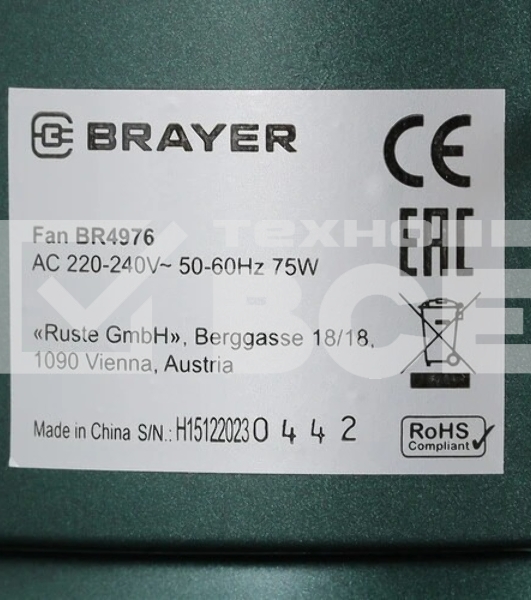 BRAYER
CE
Fan BR4976
EAC
AC 220-240V~ 50-60Hz 75W
«Ruste GmbH», Berggasse 18/18,
1090 Vienna, Austria
Made in China S/N.: H15122023 0 4 4 2
RoHS
Compliant
ВСЕ